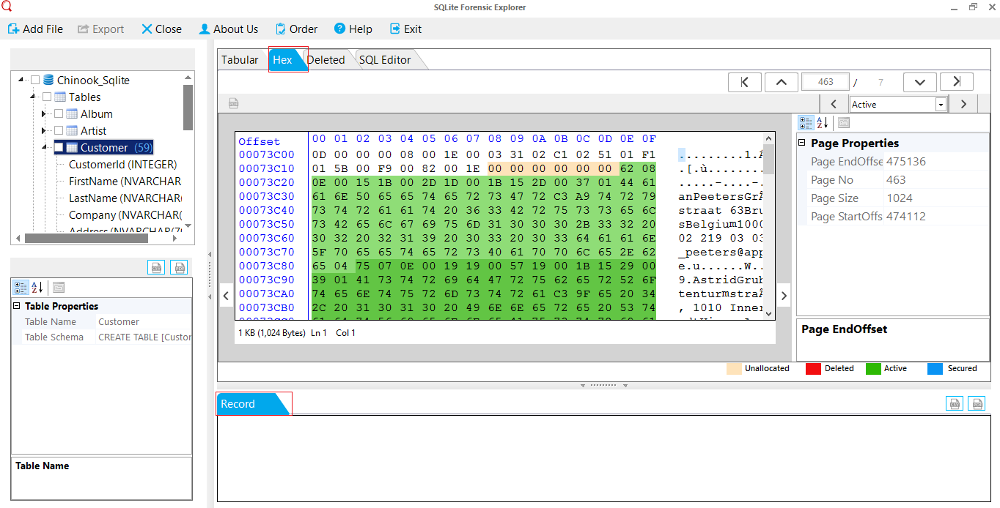 SQLite Forensic Explorer
Add File Export Close About Us Order Help Exit
Chinook_Sqlite
Tables
Album
Artist
Customer (59)
CustomerId (INTEGER)
FirstName (NVARCHAR
LastName (NVARCHAR(
Company (NVARCHAR(
Address (NVARCHAR(70
Table Properties
Table Name Customer
Table Schema CREATE TABLE [Custor
Table Name
Tabular Hex Deleted SQL Editor
463 / 7
Active
Offset 00 01 02 03 04 05 06 07 08 09 0A 0B 0C 0D 0E 0F
00073C00 0D 00 00 00 08 00 1E 00 03 31 02 C1 02 51 01 F1 .........1.Á
00073C10 01 5B 00 F9 00 82 00 1E 00 00 00 00 00 00 62 08 .[.ù........
00073C20 0E 00 15 1B 00 2D 1D 00 1B 15 2D 00 37 01 44 61 .....-....-.
00073C30 61 6E 50 65 65 74 65 72 73 47 72 C3 A9 74 72 79 anPeetersGrÃ
00073C40 73 74 72 61 61 74 20 36 33 42 72 75 73 73 65 6C straat 63Bru
00073C50 73 42 65 6C 67 69 75 6D 31 30 30 30 2B 33 32 20 sBelgium1000
00073C60 30 32 20 32 31 39 20 30 33 20 30 33 64 61 61 6E 02 219 03 03
00073C70 5F 70 65 65 74 65 72 73 40 61 70 70 6C 65 2E 62 _peeters@app
00073C80 65 04 75 07 0E 00 19 19 00 57 19 00 1B 15 29 00 e.u......W..
00073C90 39 01 41 73 74 72 69 64 47 72 75 62 65 72 52 6F 9.AstridGrub
00073CA0 74 65 6E 74 75 72 6D 73 74 72 61 C3 9F 65 20 34 tenturmstraÃ
00073CB0 2C 20 31 30 31 30 20 49 6E 6E 65 72 65 20 53 74 , 1010 Inner
1 KB (1,024 Bytes) Ln 1 Col 1
Page Properties
Page EndOffse 475136
Page No 463
Page Size 1024
Page StartOffs 474112
Page EndOffset
Unallocated Deleted Active Secured
Record